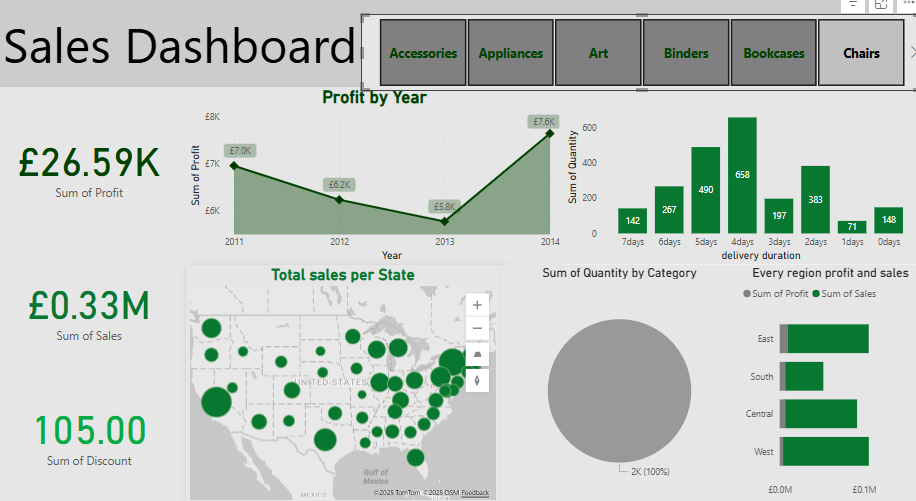 Sales Dashboard
Accessories
Appliances
Art
Binders
Bookcases
Chairs
£26.59K
Sum of Profit
£0.33M
Sum of Sales
105.00
Sum of Discount
Profit by Year
Sum of Profit
£8K
£7K
£6K
£7.0K
£6.2K
£5.8K
£7.6K
2011
2012
2013
2014
Year
Sum of Quantity
600
400
200
0
142
267
490
658
197
383
71
148
7days
6days
5days
4days
3days
2days
1days
0days
delivery duration
Total sales per State
UNITED STATES
Gulf of
Mexico
MEXICO
©2025 TomTom ©2025 OSM Feedback
Sum of Quantity by Category
2K (100%)
Every region profit and sales
Sum of Profit
Sum of Sales
East
South
Central
West
£0.0M
£0.1M